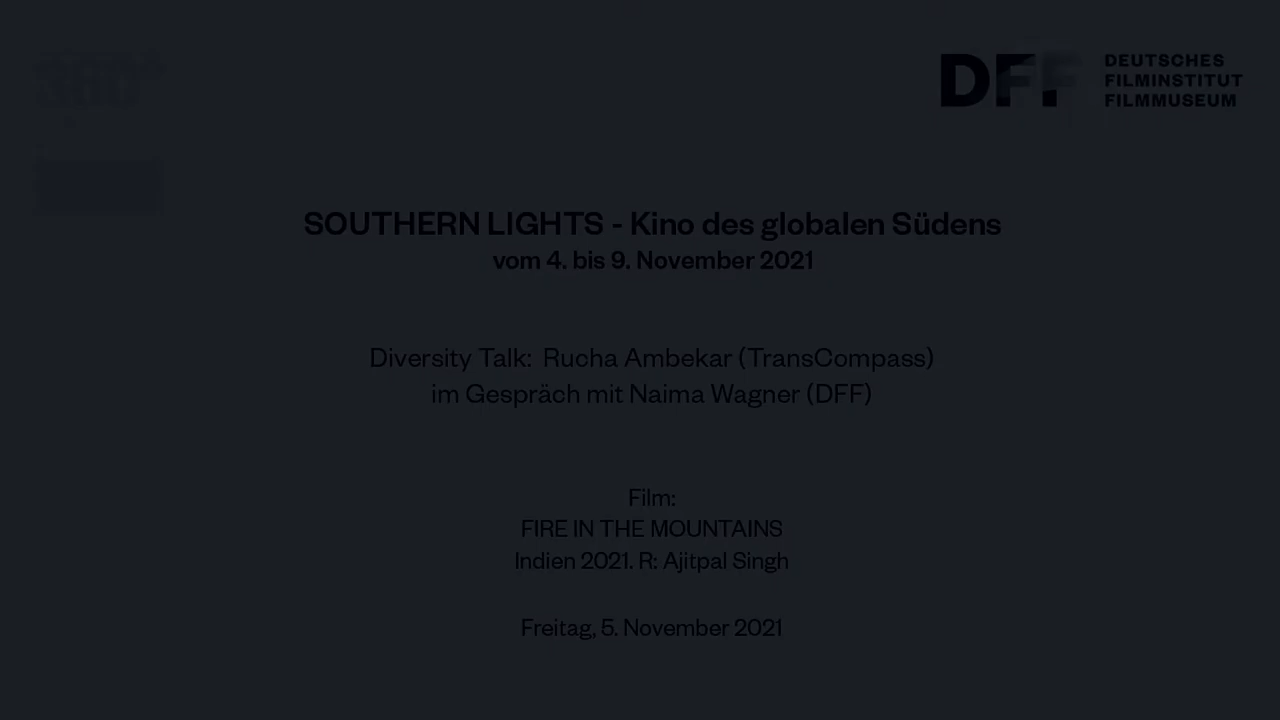 DFF
DEUTSCHES
FILMINSTITUT
FILMMUSEUM
SOUTHERN LIGHTS - Kino des globalen Südens
vom 4. bis 9. November 2021
Diversity Talk: Rucha Ambekar (TransCompass)
im Gespräch mit Naima Wagner (DFF)
Film:
FIRE IN THE MOUNTAINS
Indien 2021. R: Ajitpal Singh
Freitag, 5. November 2021